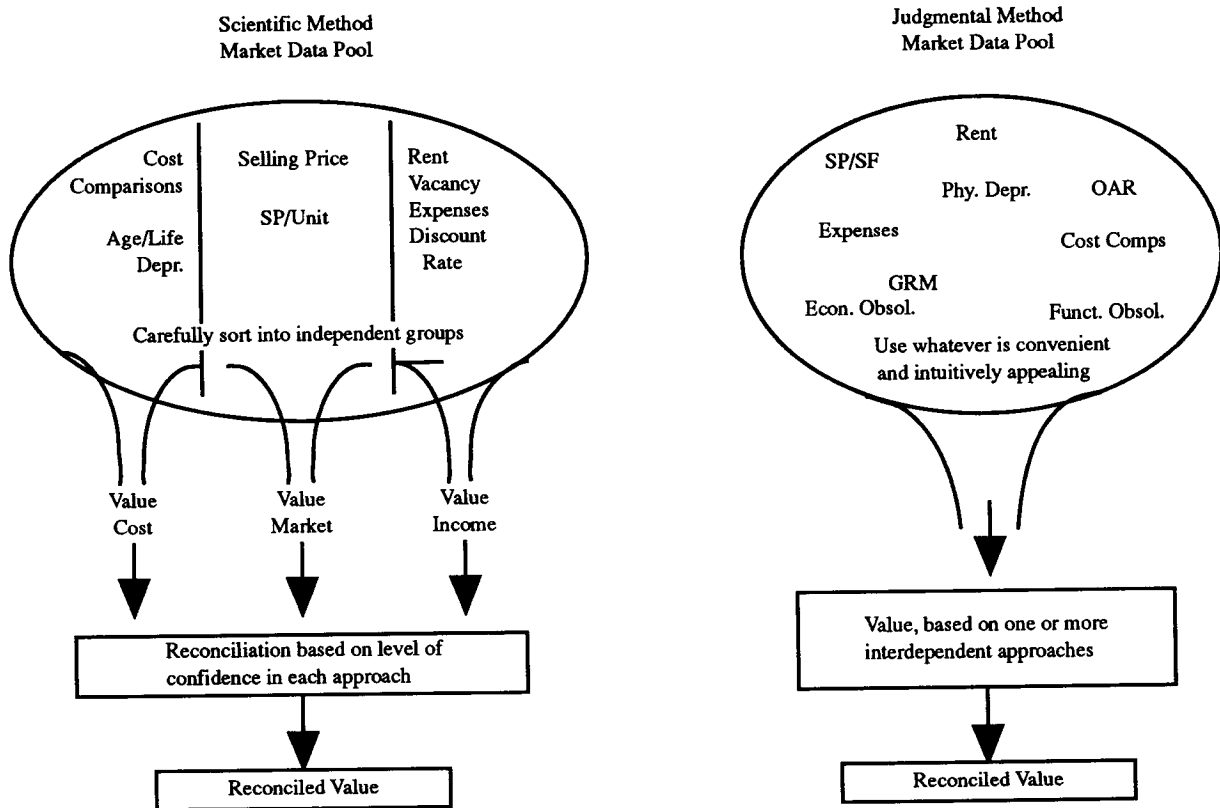 Scientific Method
Market Data Pool
Cost
Comparisons
Age/Life
Depr.
Selling Price
SP/Unit
Rent
Vacancy
Expenses
Discount
Rate
Carefully sort into independent groups
Value
Cost
Value
Market
Value
Income
Reconciliation based on level of
confidence in each approach
Reconciled Value
Judgmental Method
Market Data Pool
Rent
SP/SF
Phy. Depr.
OAR
Expenses
Cost Comps
GRM
Econ. Obsol.
Funct. Obsol.
Use whatever is convenient
and intuitively appealing
Value, based on one or more
interdependent approaches
Reconciled Value